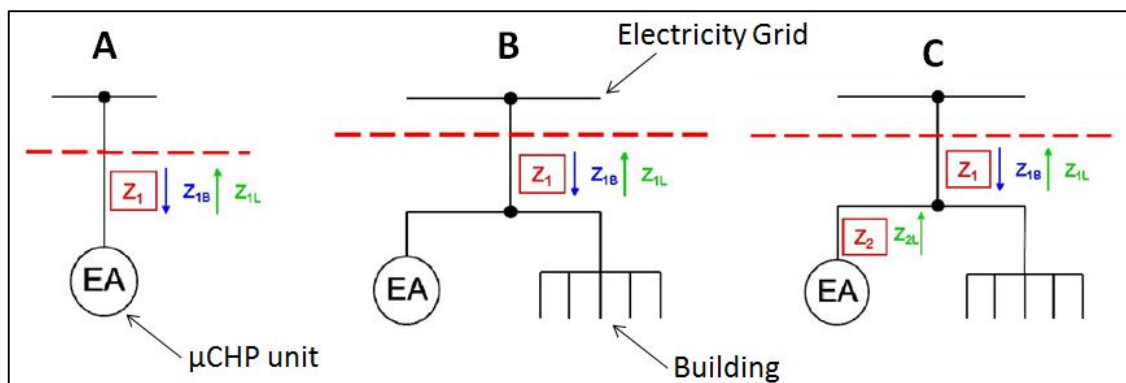 A
B
C
Electricity Grid
Z1
Z1B
Z1L
Z1
Z1B
Z1L
Z1
Z1B
Z1L
Z2
Z2L
EA
EA
EA
µCHP unit
Building